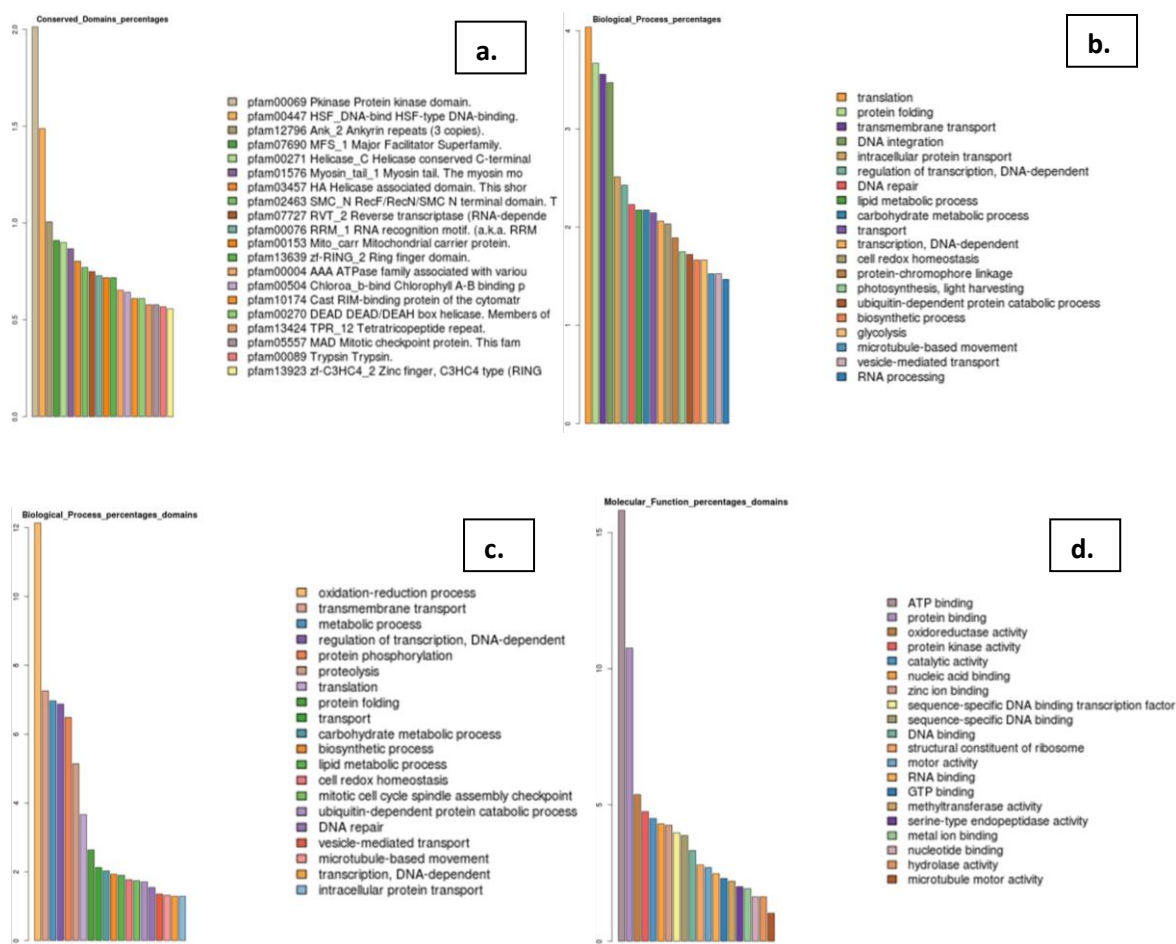 Conserved_Domains_percentages
a.
2.0
1.5
1.0
0.5
0.0
pfam00069 Pkinase Protein kinase domain.
pfam00447 HSF_DNA-bind HSF-type DNA-binding.
pfam12796 Ank_2 Ankyrin repeats (3 copies).
pfam07690 MFS_1 Major Facilitator Superfamily.
pfam00271 Helicase_C Helicase conserved C-terminal
pfam01576 Myosin_tail_1 Myosin tail. The myosin mo
pfam03457 HA Helicase associated domain. This shor
pfam02463 SMC_N RecF/RecN/SMC N terminal domain. T
pfam07727 RVT_2 Reverse transcriptase (RNA-depende
pfam00076 RRM_1 RNA recognition motif. (a.k.a. RRM
pfam00153 Mito_carr Mitochondrial carrier protein.
pfam13639 zf-RING_2 Ring finger domain.
pfam00004 AAA ATPase family associated with variou
pfam00504 Chloroa_b-bind Chlorophyll A-B binding p
pfam10174 Cast RIM-binding protein of the cytomatr
pfam00270 DEAD DEAD/DEAH box helicase. Members of
pfam13424 TPR_12 Tetratricopeptide repeat.
pfam05557 MAD Mitotic checkpoint protein. This fam
pfam00089 Trypsin Trypsin.
pfam13923 zf-C3HC4_2 Zinc finger, C3HC4 type (RING
Biological_Process_percentages
b.
4
3
2
1
0
translation
protein folding
transmembrane transport
DNA integration
intracellular protein transport
regulation of transcription, DNA-dependent
DNA repair
lipid metabolic process
carbohydrate metabolic process
transport
transcription, DNA-dependent
cell redox homeostasis
protein-chromophore linkage
photosynthesis, light harvesting
ubiquitin-dependent protein catabolic process
biosynthetic process
glycolysis
microtubule-based movement
vesicle-mediated transport
RNA processing
Biological_Process_percentages_domains
c.
12
10
8
6
4
2
0
oxidation-reduction process
transmembrane transport
metabolic process
regulation of transcription, DNA-dependent
protein phosphorylation
proteolysis
translation
protein folding
transport
carbohydrate metabolic process
biosynthetic process
lipid metabolic process
cell redox homeostasis
mitotic cell cycle spindle assembly checkpoint
ubiquitin-dependent protein catabolic process
DNA repair
vesicle-mediated transport
microtubule-based movement
transcription, DNA-dependent
intracellular protein transport
Molecular_Function_percentages_domains
d.
15
10
5
0
ATP binding
protein binding
oxidoreductase activity
protein kinase activity
catalytic activity
nucleic acid binding
zinc ion binding
sequence-specific DNA binding transcription factor
sequence-specific DNA binding
DNA binding
structural constituent of ribosome
motor activity
RNA binding
GTP binding
methyltransferase activity
serine-type endopeptidase activity
metal ion binding
nucleotide binding
hydrolase activity
microtubule motor activity